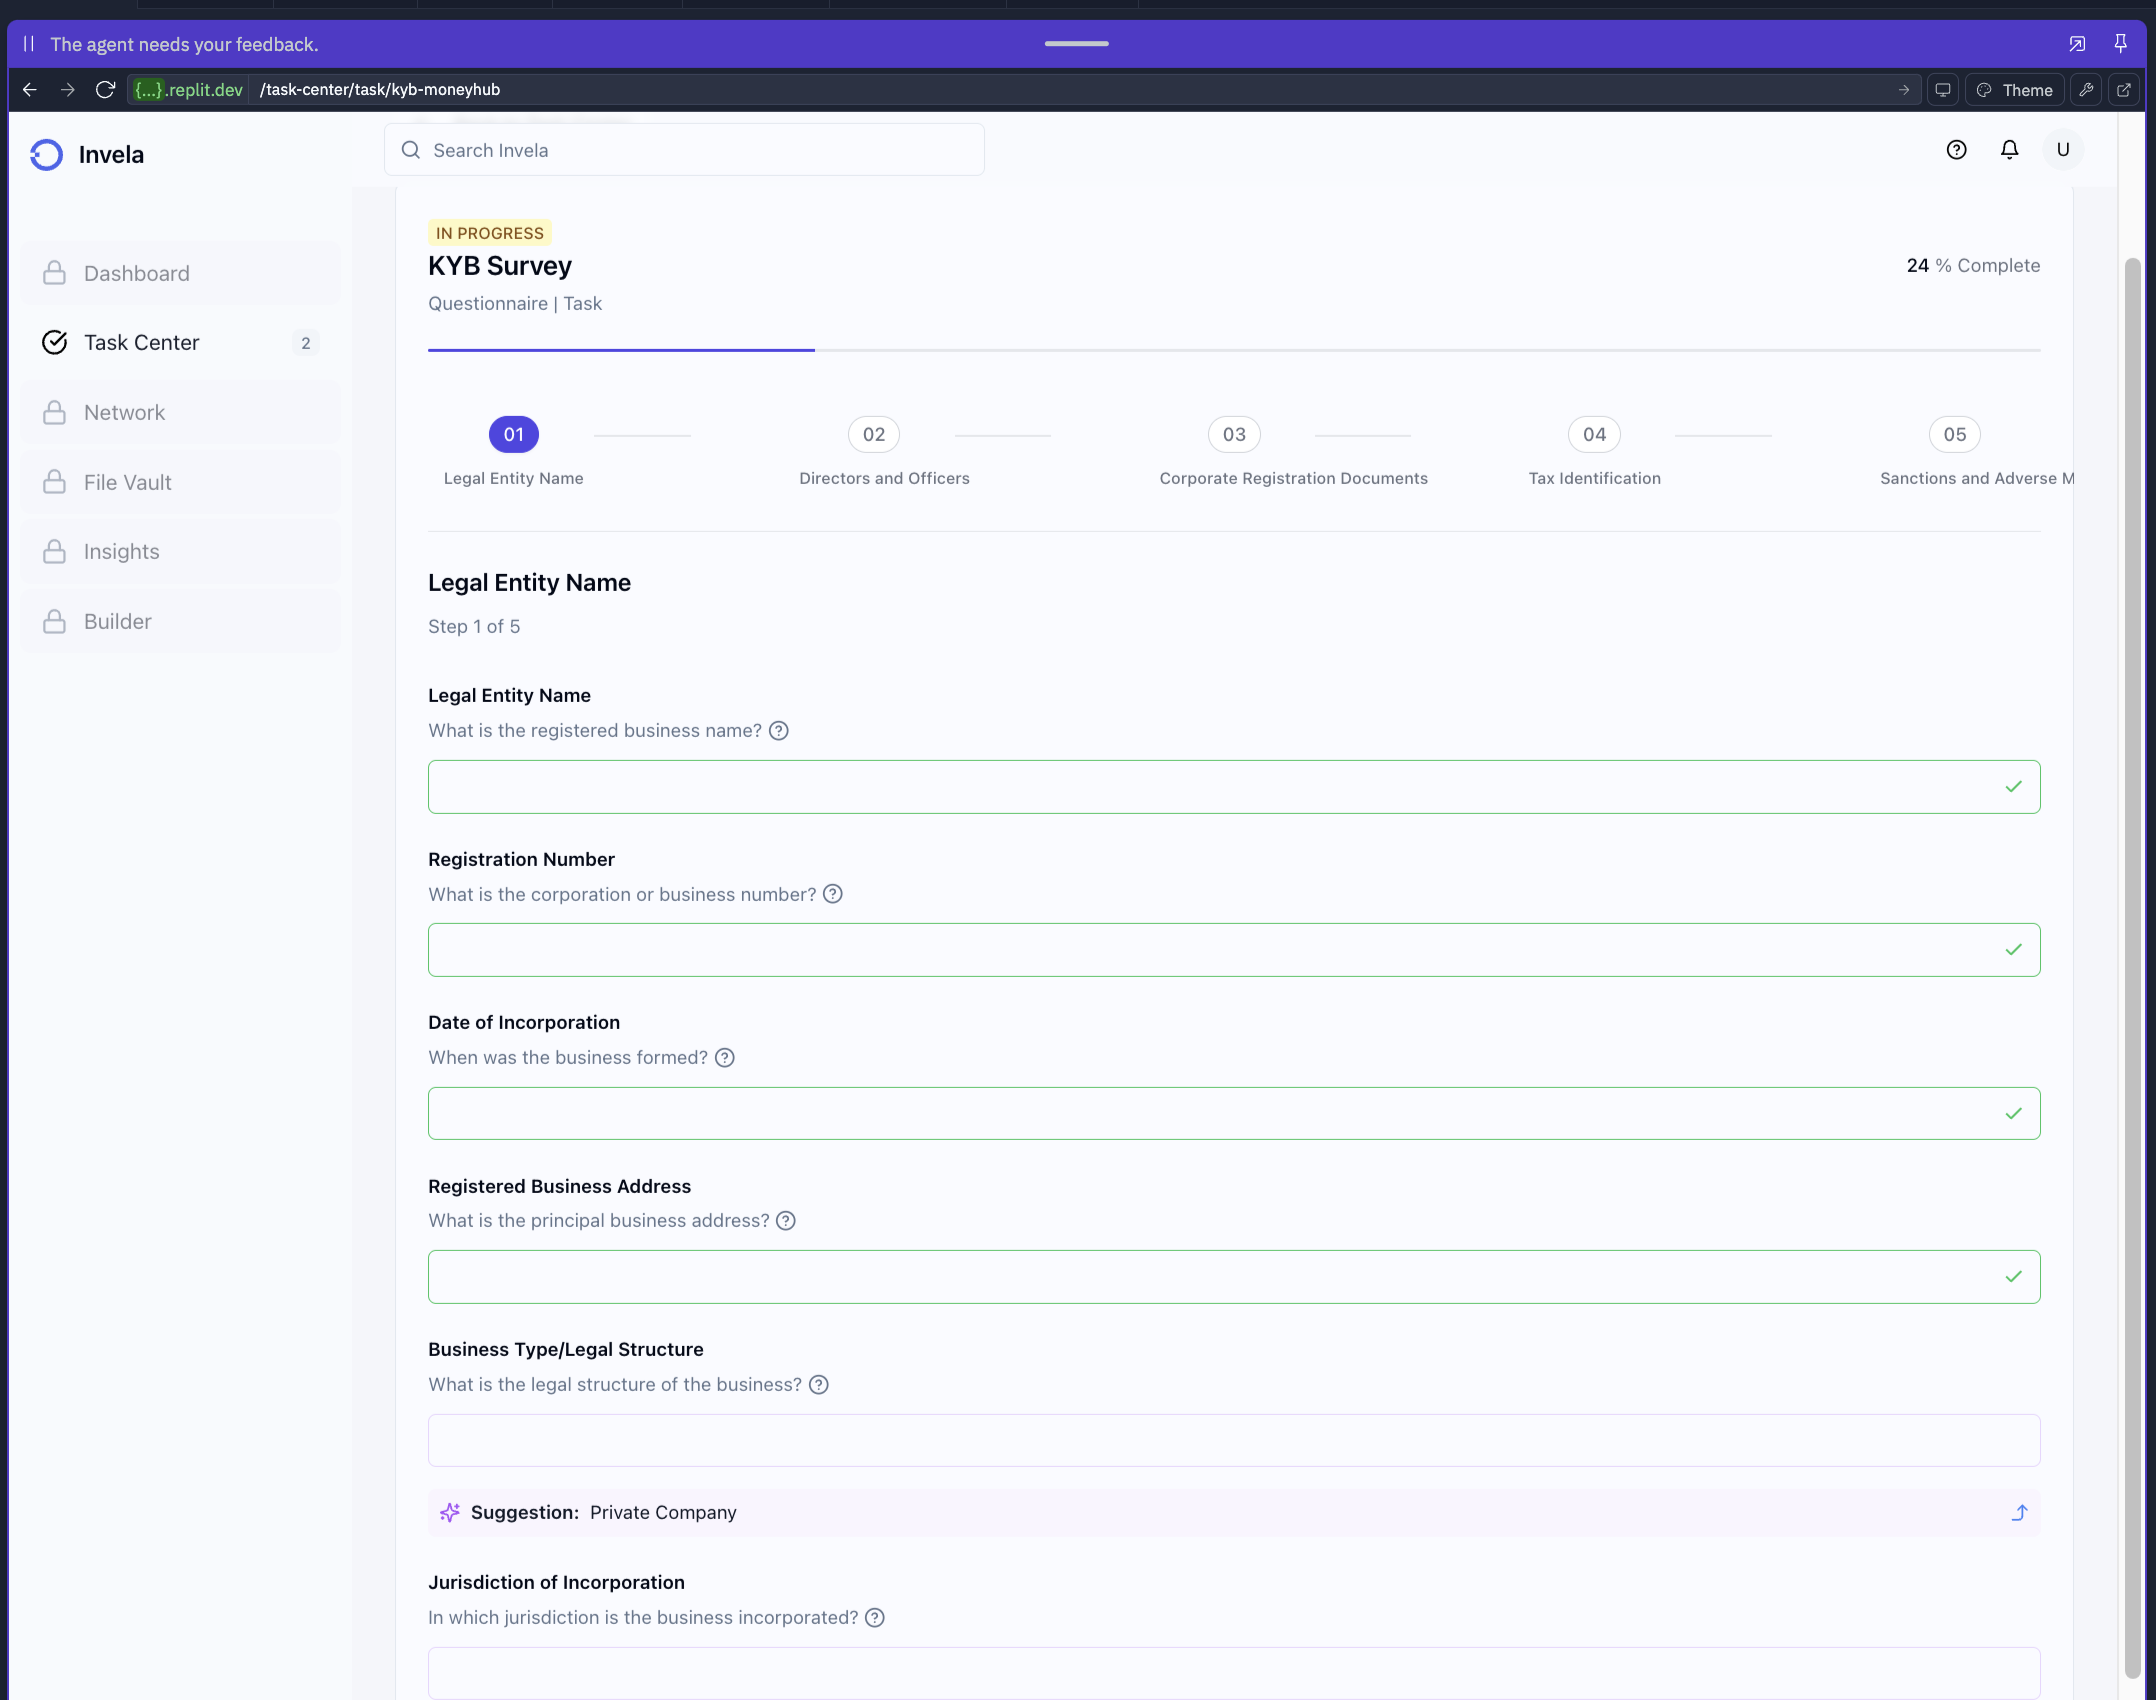 The agent needs your feedback.
{...}.replit.dev /task-center/task/kyb-moneyhub
Theme
Invela
Search Invela
U
Dashboard
Task Center 2
Network
File Vault
Insights
Builder
IN PROGRESS
KYB Survey
24 % Complete
Questionnaire | Task
01 02 03 04 05
Legal Entity Name Directors and Officers Corporate Registration Documents Tax Identification Sanctions and Adverse M
Legal Entity Name
Step 1 of 5
Legal Entity Name
What is the registered business name?
Registration Number
What is the corporation or business number?
Date of Incorporation
When was the business formed?
Registered Business Address
What is the principal business address?
Business Type/Legal Structure
What is the legal structure of the business?
Suggestion: Private Company
Jurisdiction of Incorporation
In which jurisdiction is the business incorporated?